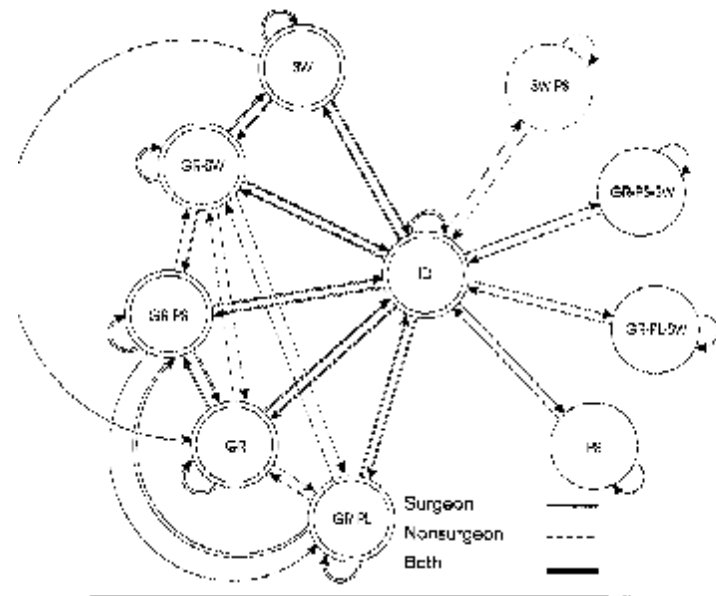 SW
SW-PS
GR-SW
GR-PS-SW
ID
GR-PS
GR-PL-SW
GR
PS
GR-PL
Surgeon
Nonsurgeon
Both